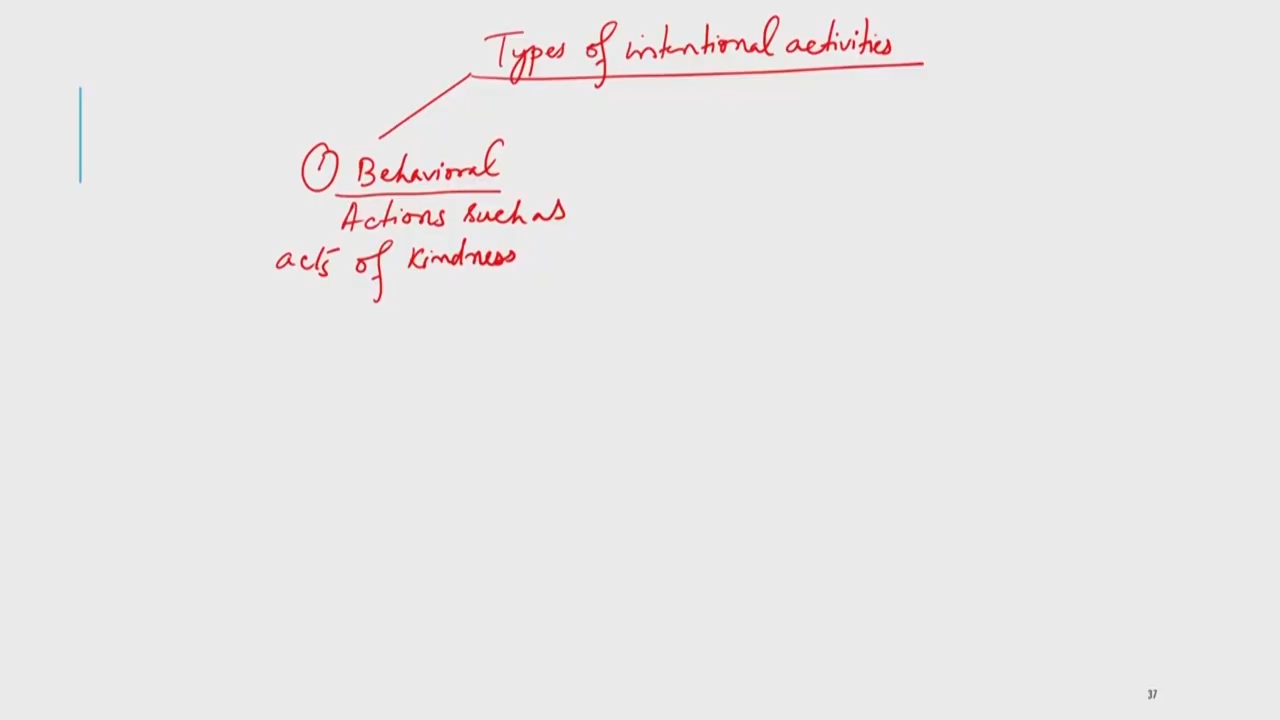 Types of intentional activities
① Behavioral
Actions such as
acts of kindness
37